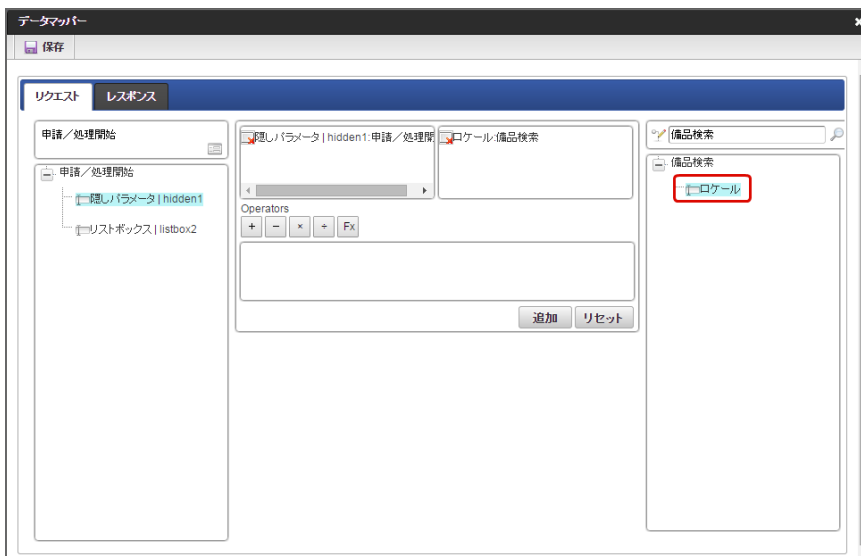 データマッパー
保存
リクエスト レスポンス
申請／処理開始
申請／処理開始
隠しパラメータ | hidden1
リストボックス | listbox2
隠しパラメータ | hidden1:申請／処理開
ロケール:備品検索
Operators
+ − × ÷ Fx
追加 リセット
備品検索
備品検索
ロケール